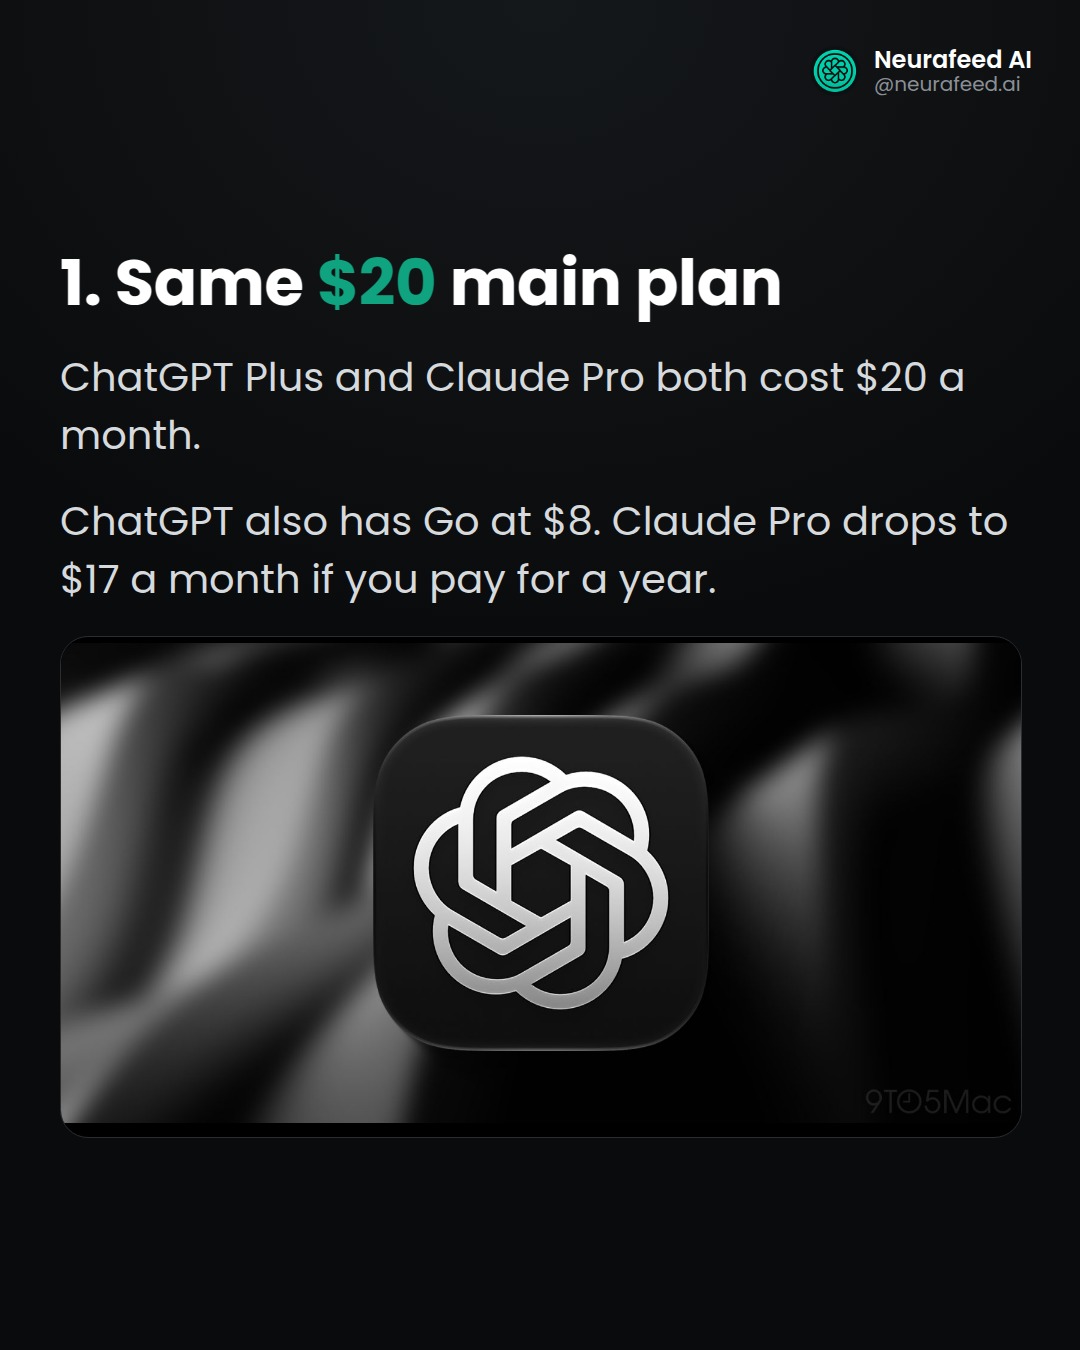 Neurafeed AI
@neurafeed.ai
1. Same $20 main plan
ChatGPT Plus and Claude Pro both cost $20 a
month.
ChatGPT also has Go at $8. Claude Pro drops to
$17 a month if you pay for a year.
9TO5Mac